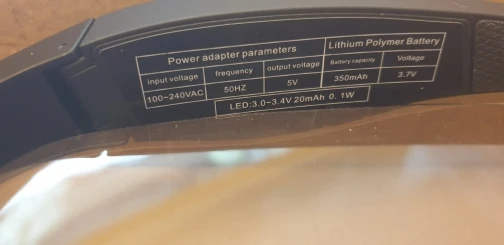 Power adapter parameters Lithium Polymer Battery
input voltage frequency output voltage Battery capacity Voltage
100~240VAC 50HZ 5V 350mAh 3.7V
LED:3.0~3.4V 20mAh 0.1W